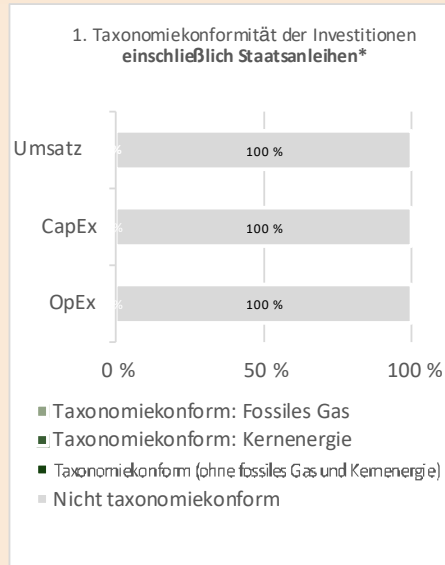 1. Taxonomiekonformität der Investitionen
einschließlich Staatsanleihen*
Umsatz
%
100 %
CapEx
%
100 %
OpEx
%
100 %
0 %
50 %
100 %
Taxonomiekonform: Fossiles Gas
Taxonomiekonform: Kernenergie
Taxonomiekonform (ohne fossiles Gas und Kernenergie)
Nicht taxonomiekonform